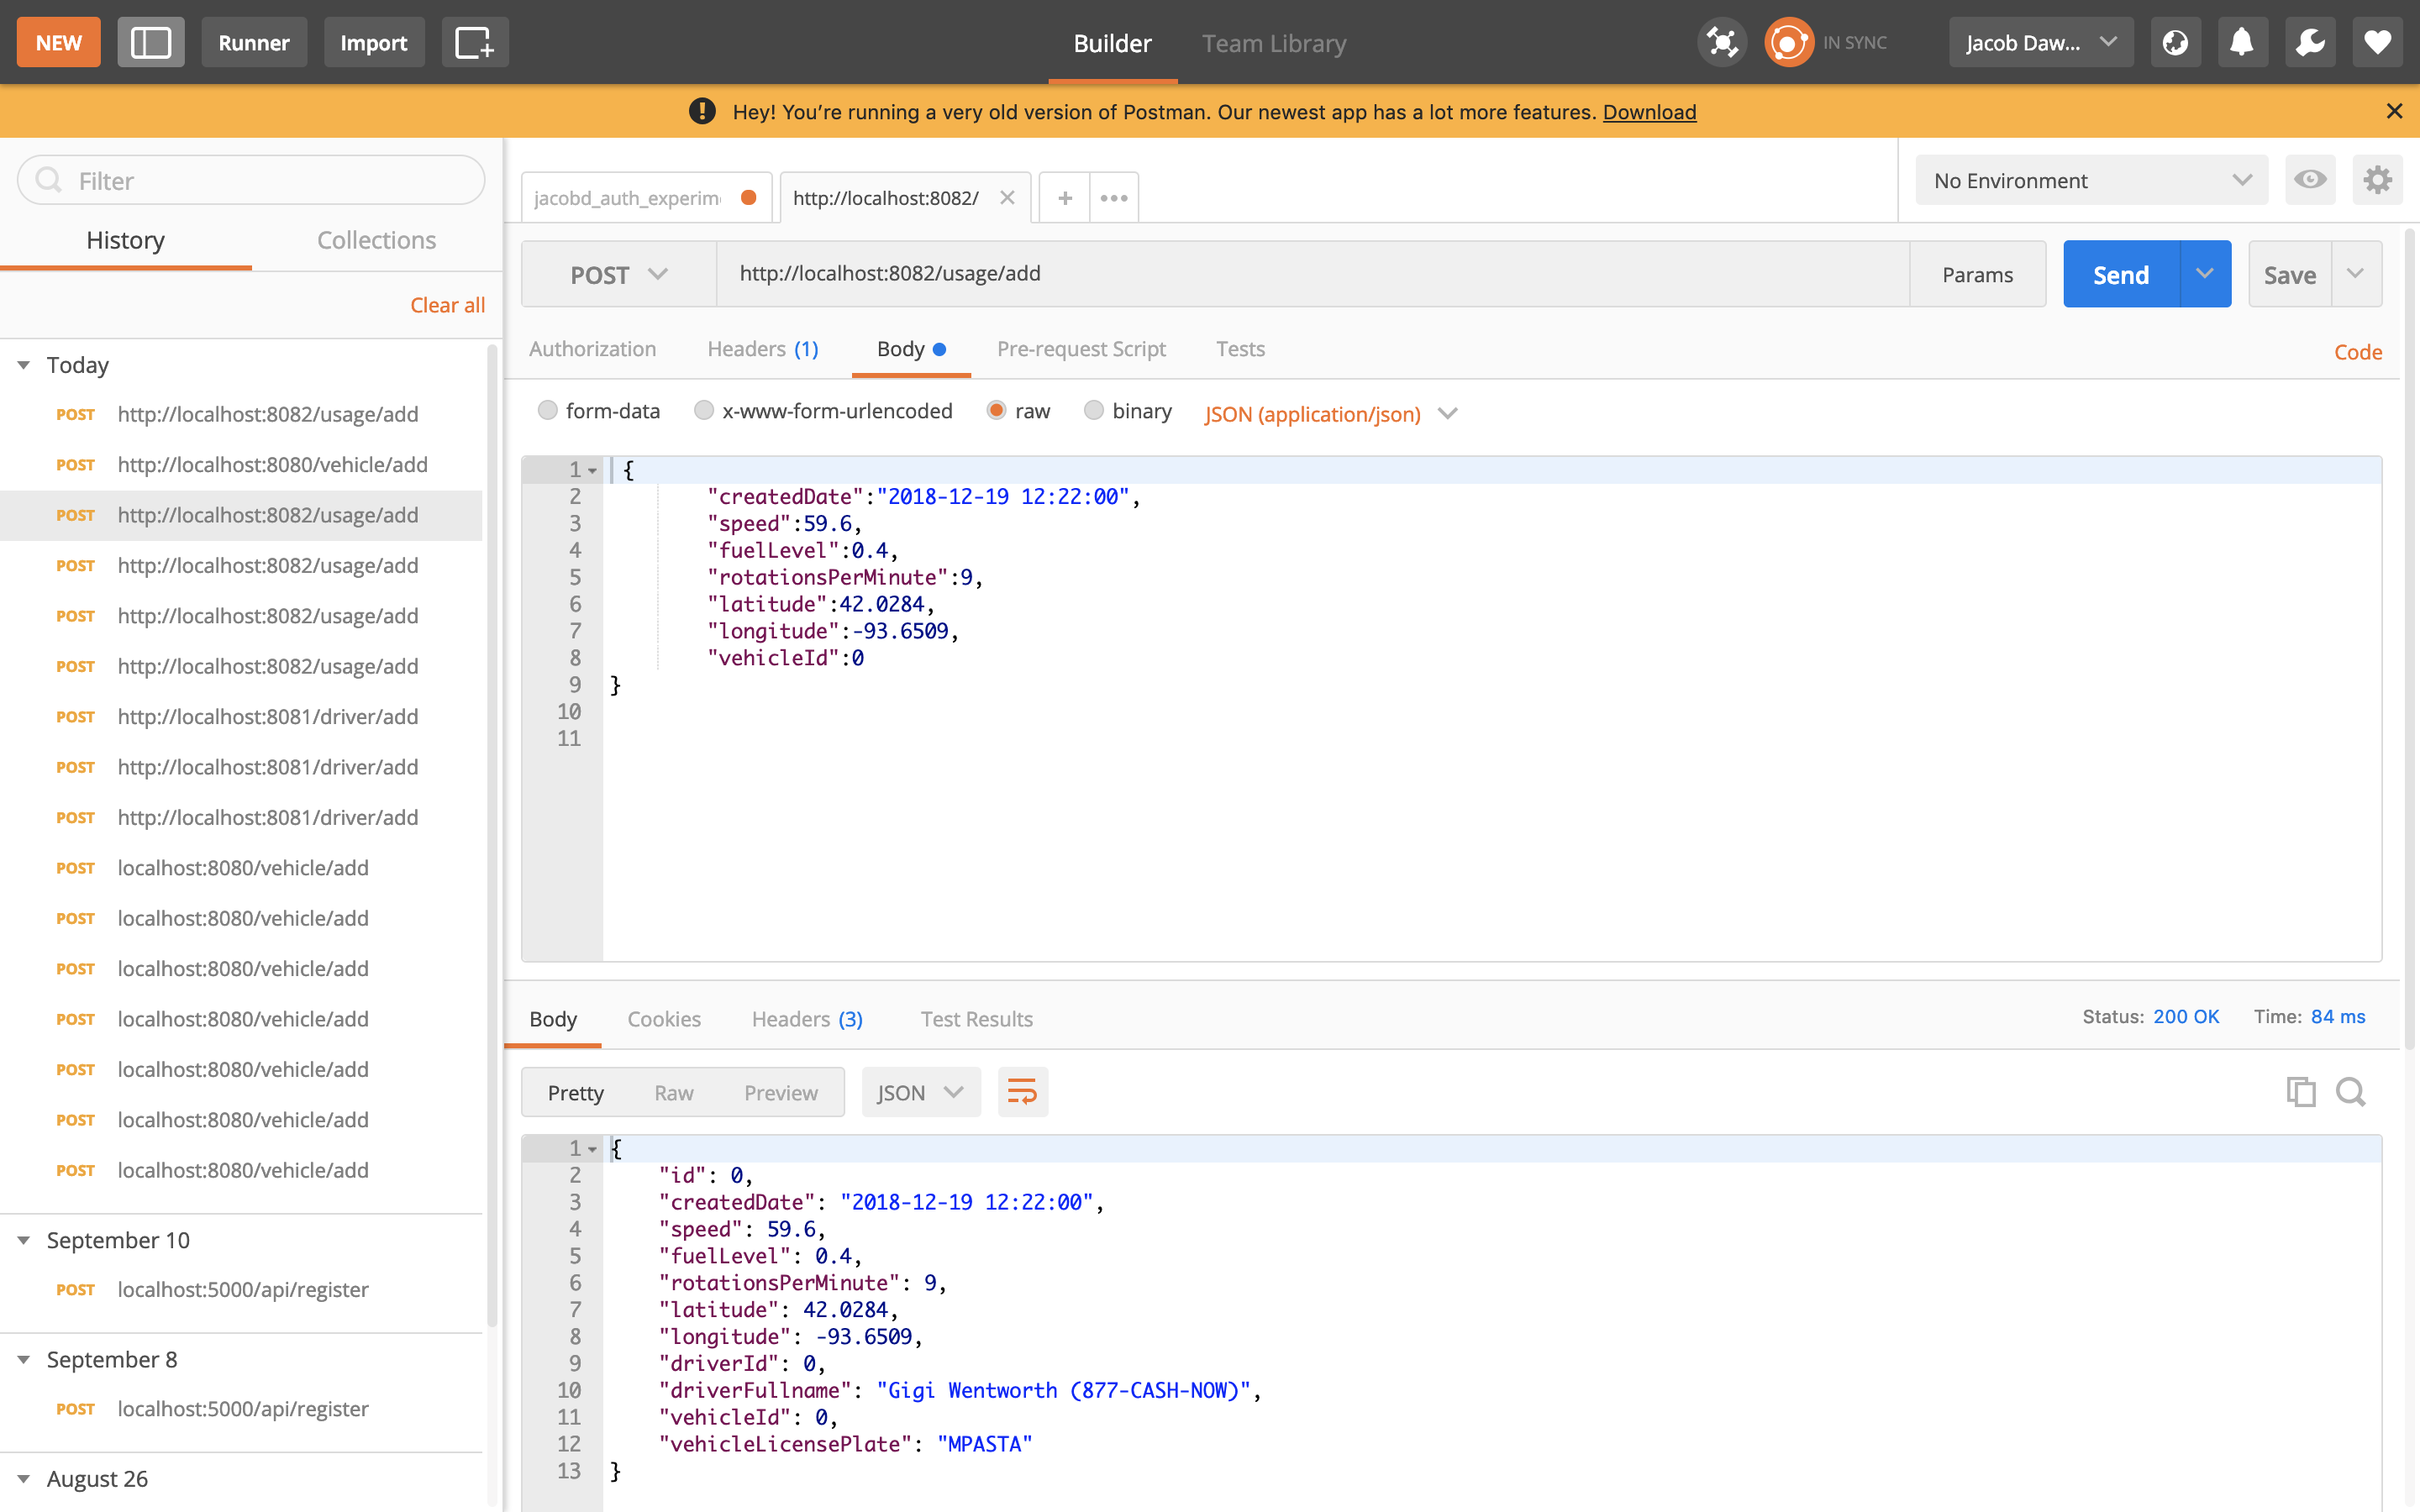 NEW
Runner
Import
Builder
Team Library
IN SYNC
Jacob Daw...
Hey! You’re running a very old version of Postman. Our newest app has a lot more features. Download
Filter
History
Collections
Clear all
Today
POST http://localhost:8082/usage/add
POST http://localhost:8080/vehicle/add
POST http://localhost:8082/usage/add
POST http://localhost:8082/usage/add
POST http://localhost:8082/usage/add
POST http://localhost:8082/usage/add
POST http://localhost:8081/driver/add
POST http://localhost:8081/driver/add
POST http://localhost:8081/driver/add
POST localhost:8080/vehicle/add
POST localhost:8080/vehicle/add
POST localhost:8080/vehicle/add
POST localhost:8080/vehicle/add
POST localhost:8080/vehicle/add
POST localhost:8080/vehicle/add
POST localhost:8080/vehicle/add
September 10
POST localhost:5000/api/register
September 8
POST localhost:5000/api/register
August 26
jacobd_auth_experim
http://localhost:8082/
No Environment
POST
http://localhost:8082/usage/add
Params
Send
Save
Authorization
Headers (1)
Body
Pre-request Script
Tests
Code
form-data
x-www-form-urlencoded
raw
binary
JSON (application/json)
1 {
2 "createdDate":"2018-12-19 12:22:00",
3 "speed":59.6,
4 "fuelLevel":0.4,
5 "rotationsPerMinute":9,
6 "latitude":42.0284,
7 "longitude":-93.6509,
8 "vehicleId":0
9 }
10
11
Body
Cookies
Headers (3)
Test Results
Status: 200 OK
Time: 84 ms
Pretty
Raw
Preview
JSON
1 {
2 "id": 0,
3 "createdDate": "2018-12-19 12:22:00",
4 "speed": 59.6,
5 "fuelLevel": 0.4,
6 "rotationsPerMinute": 9,
7 "latitude": 42.0284,
8 "longitude": -93.6509,
9 "driverId": 0,
10 "driverFullname": "Gigi Wentworth (877-CASH-NOW)",
11 "vehicleId": 0,
12 "vehicleLicensePlate": "MPASTA"
13 }